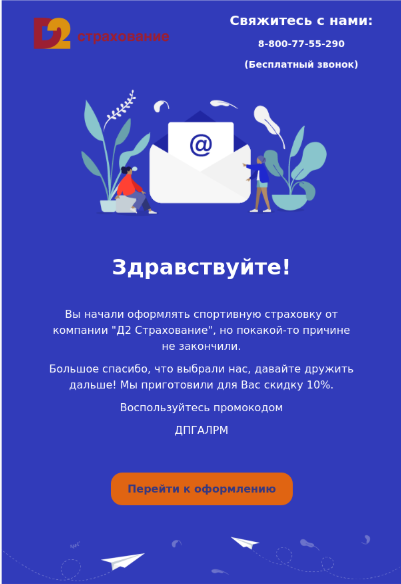 Д2 страхование
Свяжитесь с нами:
8-800-77-55-290
(Бесплатный звонок)
@
Здравствуйте!
Вы начали оформлять спортивную страховку от
компании "Д2 Страхование", но покакой-то причине
не закончили.
Большое спасибо, что выбрали нас, давайте дружить
дальше! Мы приготовили для Вас скидку 10%.
Воспользуйтесь промокодом
ДПГАЛРМ
Перейти к оформлению